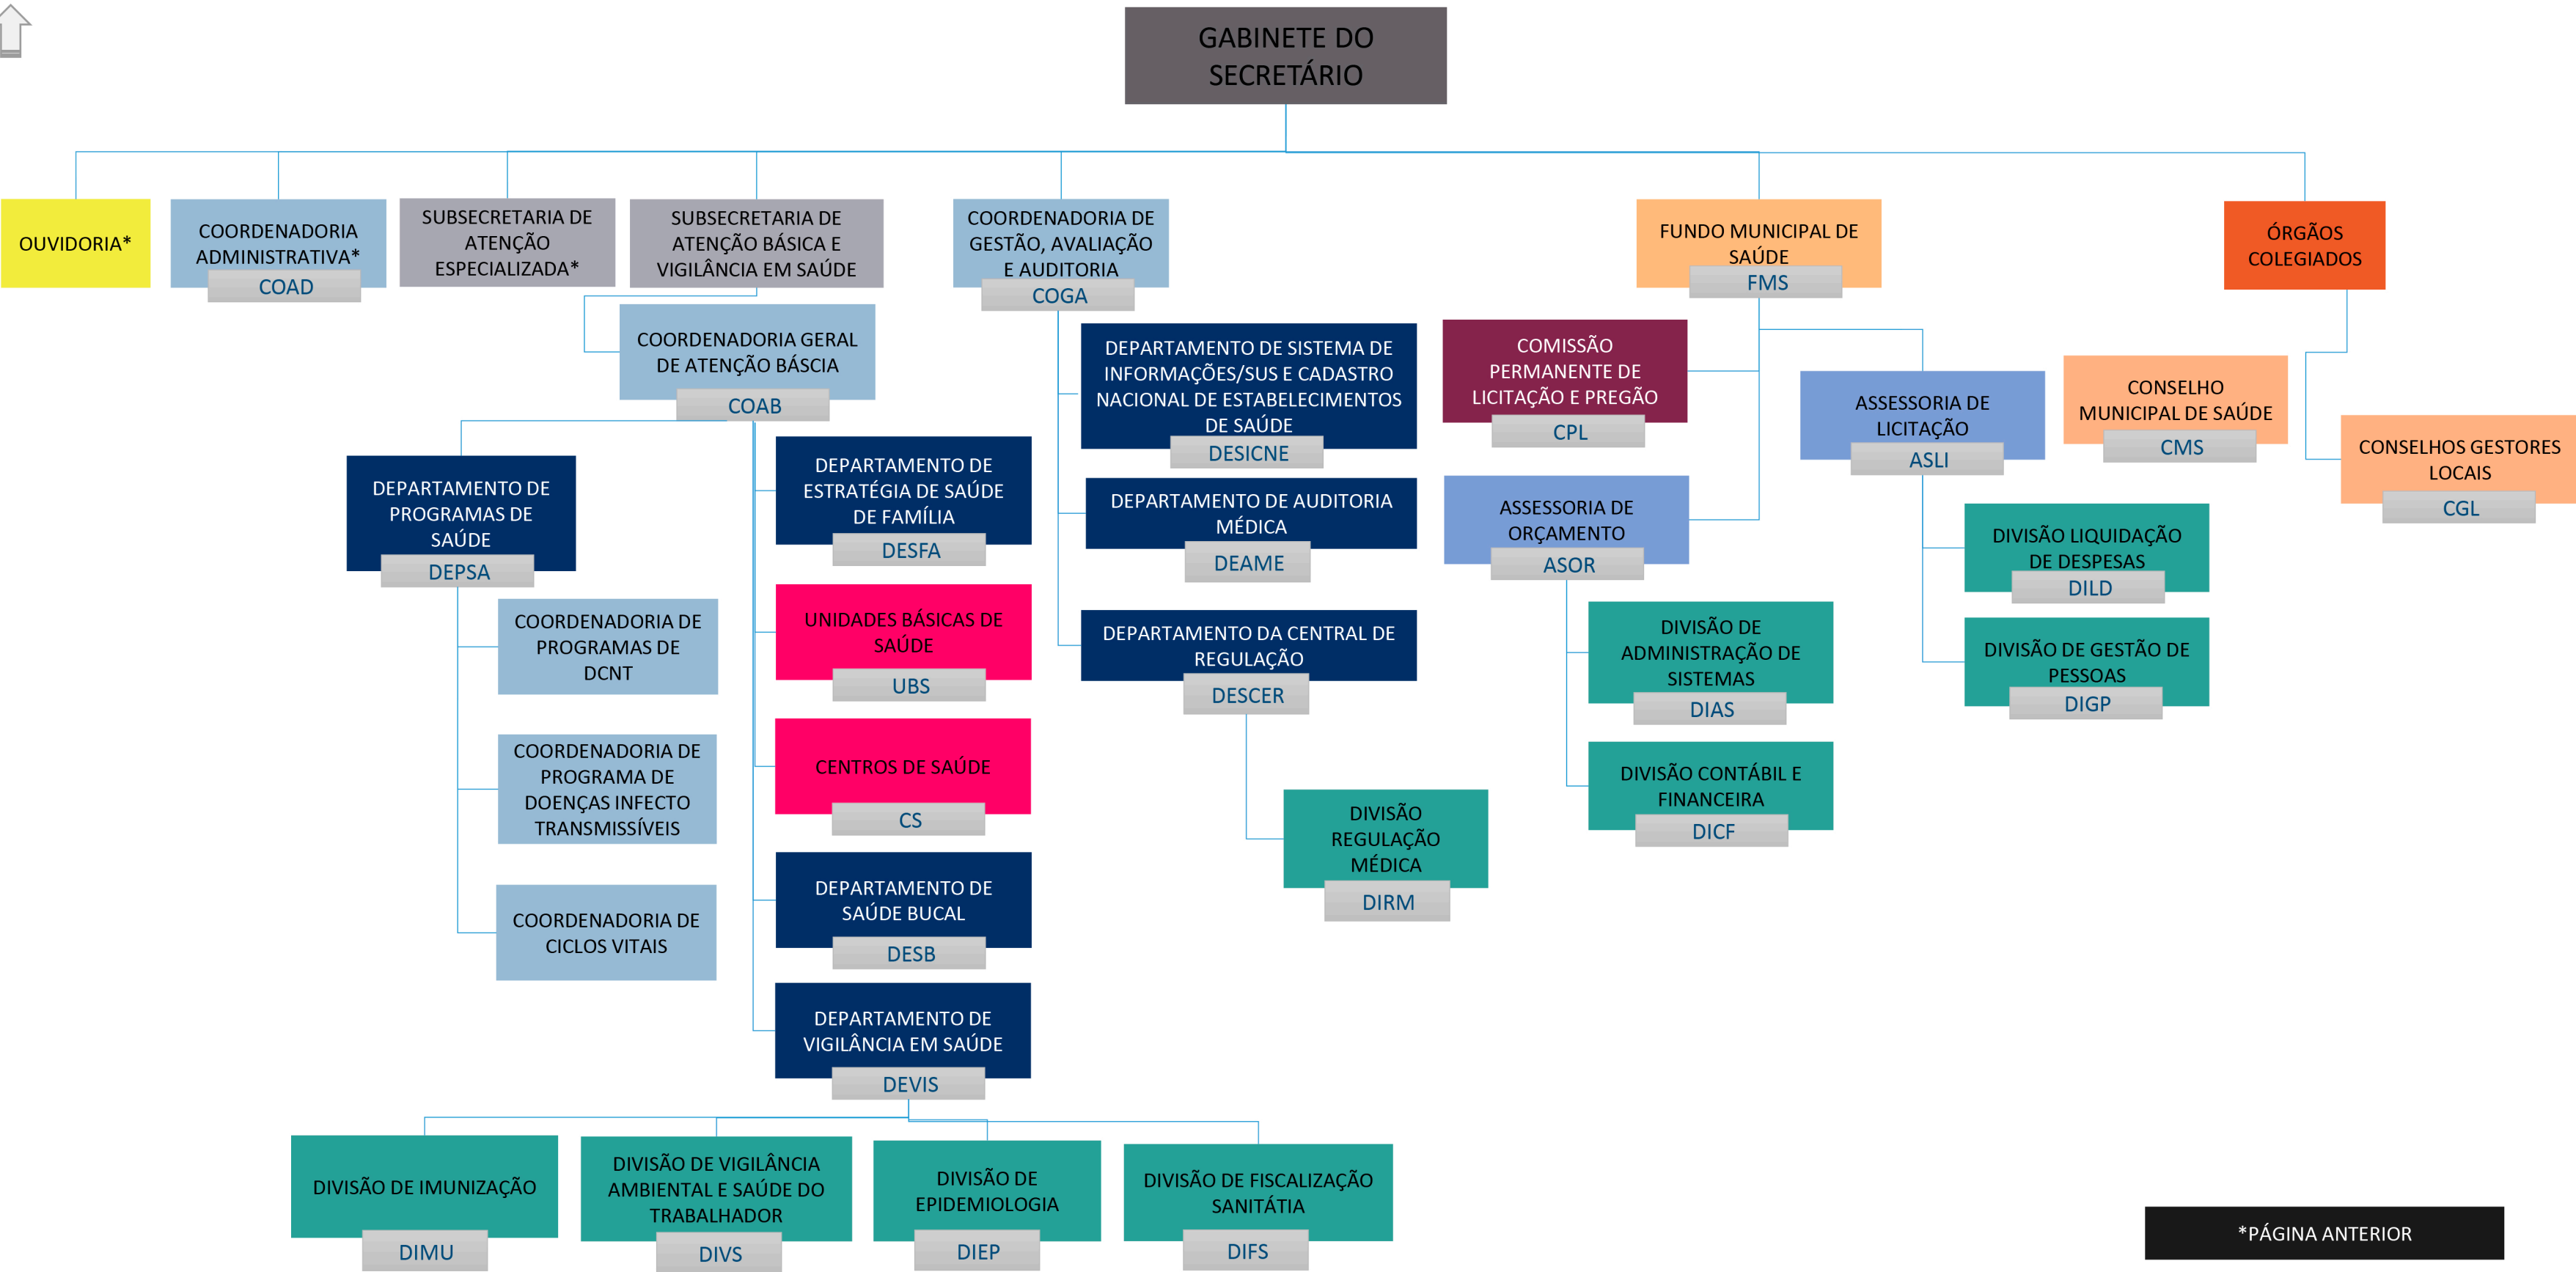 GABINETE DO
SECRETÁRIO
OUVIDORIA*
COORDENADORIA
ADMINISTRATIVA*
COAD
SUBSECRETARIA DE
ATENÇÃO
ESPECIALIZADA*
SUBSECRETARIA DE
ATENÇÃO BÁSICA E
VIGILÂNCIA EM SAÚDE
COORDENADORIA DE
GESTÃO, AVALIAÇÃO
E AUDITORIA
COGA
FUNDO MUNICIPAL DE
SAÚDE
FMS
ÓRGÃOS
COLEGIADOS
COORDENADORIA GERAL
DE ATENÇÃO BÁSCIA
COAB
DEPARTAMENTO DE
PROGRAMAS DE
SAÚDE
DEPSA
COORDENADORIA DE
PROGRAMAS DE
DCNT
COORDENADORIA DE
PROGRAMA DE
DOENÇAS INFECTO
TRANSMISSÍVEIS
COORDENADORIA DE
CICLOS VITAIS
DEPARTAMENTO DE
ESTRATÉGIA DE SAÚDE
DE FAMÍLIA
DESFA
UNIDADES BÁSICAS DE
SAÚDE
UBS
CENTROS DE SAÚDE
CS
DEPARTAMENTO DE
SAÚDE BUCAL
DESB
DEPARTAMENTO DE
VIGILÂNCIA EM SAÚDE
DEVIS
DIVISÃO DE IMUNIZAÇÃO
DIMU
DIVISÃO DE VIGILÂNCIA
AMBIENTAL E SAÚDE DO
TRABALHADOR
DIVS
DIVISÃO DE
EPIDEMIOLOGIA
DIEP
DIVISÃO DE FISCALIZAÇÃO
SANITÁTIA
DIFS
DEPARTAMENTO DE SISTEMA DE
INFORMAÇÕES/SUS E CADASTRO
NACIONAL DE ESTABELECIMENTOS
DE SAÚDE
DESICNE
DEPARTAMENTO DE AUDITORIA
MÉDICA
DEAME
DEPARTAMENTO DA CENTRAL DE
REGULAÇÃO
DESCER
DIVISÃO
REGULAÇÃO
MÉDICA
DIRM
COMISSÃO
PERMANENTE DE
LICITAÇÃO E PREGÃO
CPL
ASSESSORIA DE
ORÇAMENTO
ASOR
DIVISÃO DE
ADMINISTRAÇÃO DE
SISTEMAS
DIAS
DIVISÃO CONTÁBIL E
FINANCEIRA
DICF
ASSESSORIA DE
LICITAÇÃO
ASLI
DIVISÃO LIQUIDAÇÃO
DE DESPESAS
DILD
DIVISÃO DE GESTÃO DE
PESSOAS
DIGP
CONSELHO
MUNICIPAL DE SAÚDE
CMS
CONSELHOS GESTORES
LOCAIS
CGL
*PÁGINA ANTERIOR